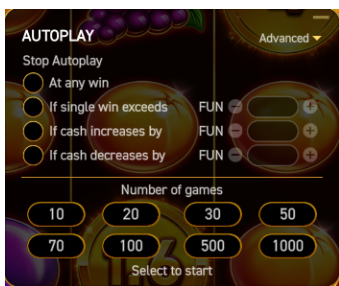 AUTOPLAY
Advanced
Stop Autoplay
At any win
If single win exceeds FUN
If cash increases by FUN
If cash decreases by FUN
Number of games
10 20 30 50
70 100 500 1000
Select to start